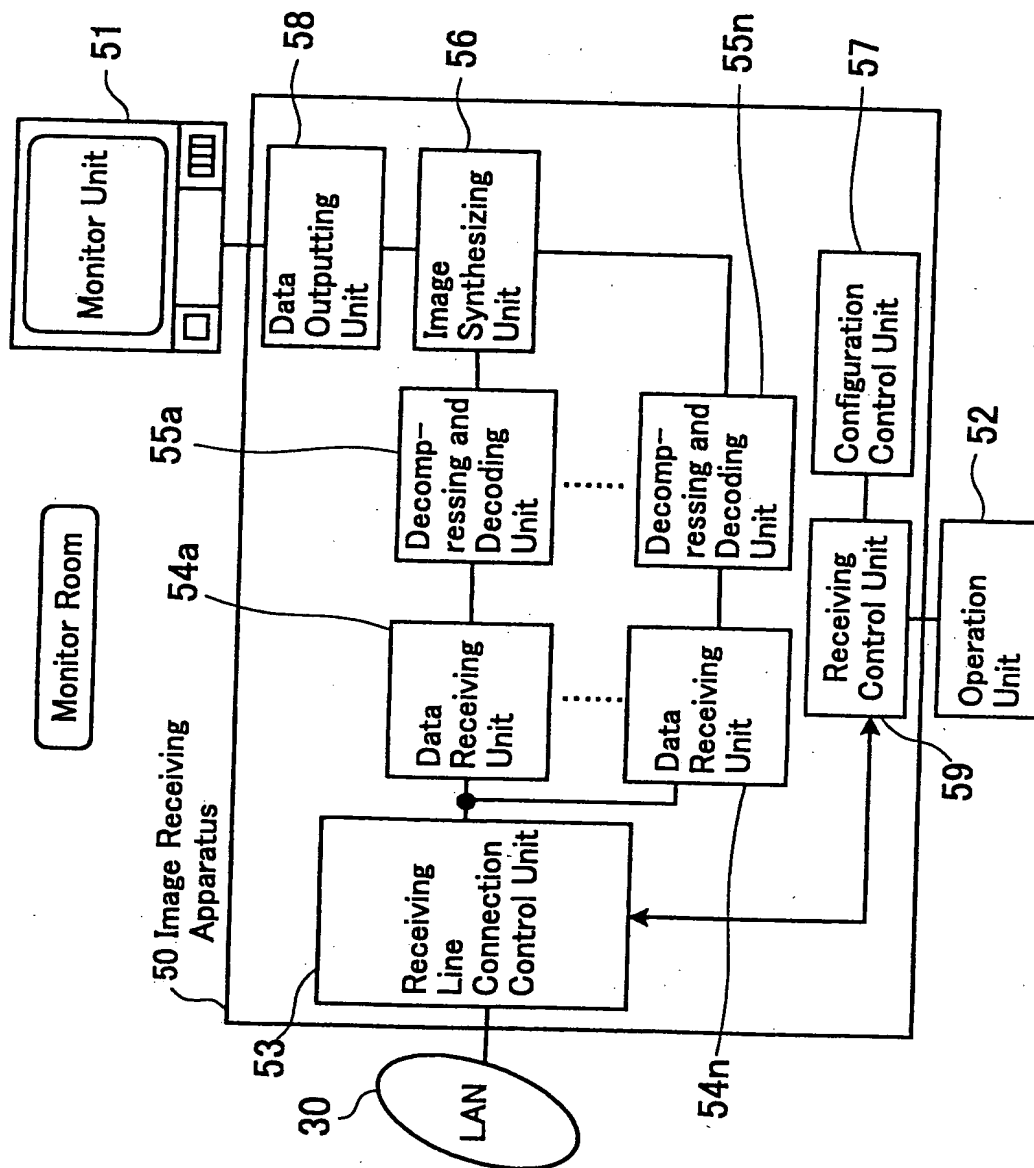 Monitor Room
50 Image Receiving
Apparatus
51
Monitor Unit
58
Data
Outputting
Unit
56
Image
Synthesizing
Unit
55a
Decomp-
ressing and
Decoding
Unit
54a
Data
Receiving
Unit
53
Receiving
Line
Connection
Control Unit
30
LAN
54n
Data
Receiving
Unit
55n
Decomp-
ressing and
Decoding
Unit
59
Receiving
Control Unit
57
Configuration
Control Unit
52
Operation
Unit